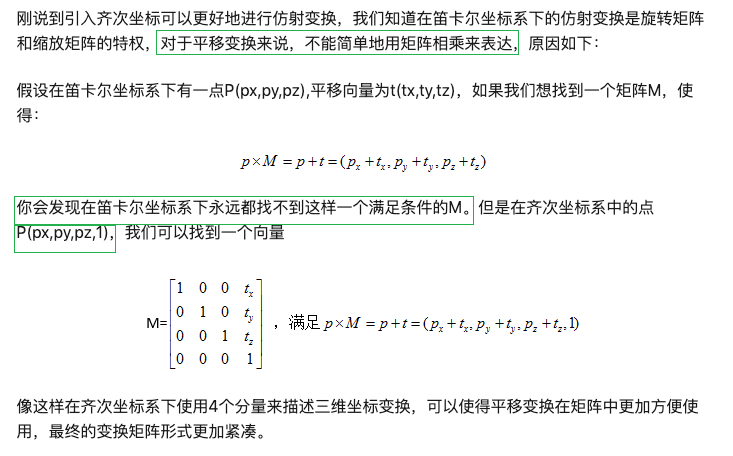 刚说到引入齐次坐标可以更好地进行仿射变换，我们知道在笛卡尔坐标系下的仿射变换是旋转矩阵
和缩放矩阵的特权，对于平移变换来说，不能简单地用矩阵相乘来表达，原因如下：
假设在笛卡尔坐标系下有一点P(px,py,pz),平移向量为t(tx,ty,tz)，如果我们想找到一个矩阵M，使
得：
p×M = p+t = (pₓ+tₓ, p_y+t_y, p_z+t_z)
你会发现在笛卡尔坐标系下永远都找不到这样一个满足条件的M。但是在齐次坐标系中的点
P(px,py,pz,1)，我们可以找到一个向量
1 0 0 tₓ
0 1 0 t_y
M= ，满足 p×M = p+t = (pₓ+tₓ, p_y+t_y, p_z+t_z,1)
0 0 1 t_z
0 0 0 1
像这样在齐次坐标系下使用4个分量来描述三维坐标变换，可以使得平移变换在矩阵中更加方便使
用，最终的变换矩阵形式更加紧凑。